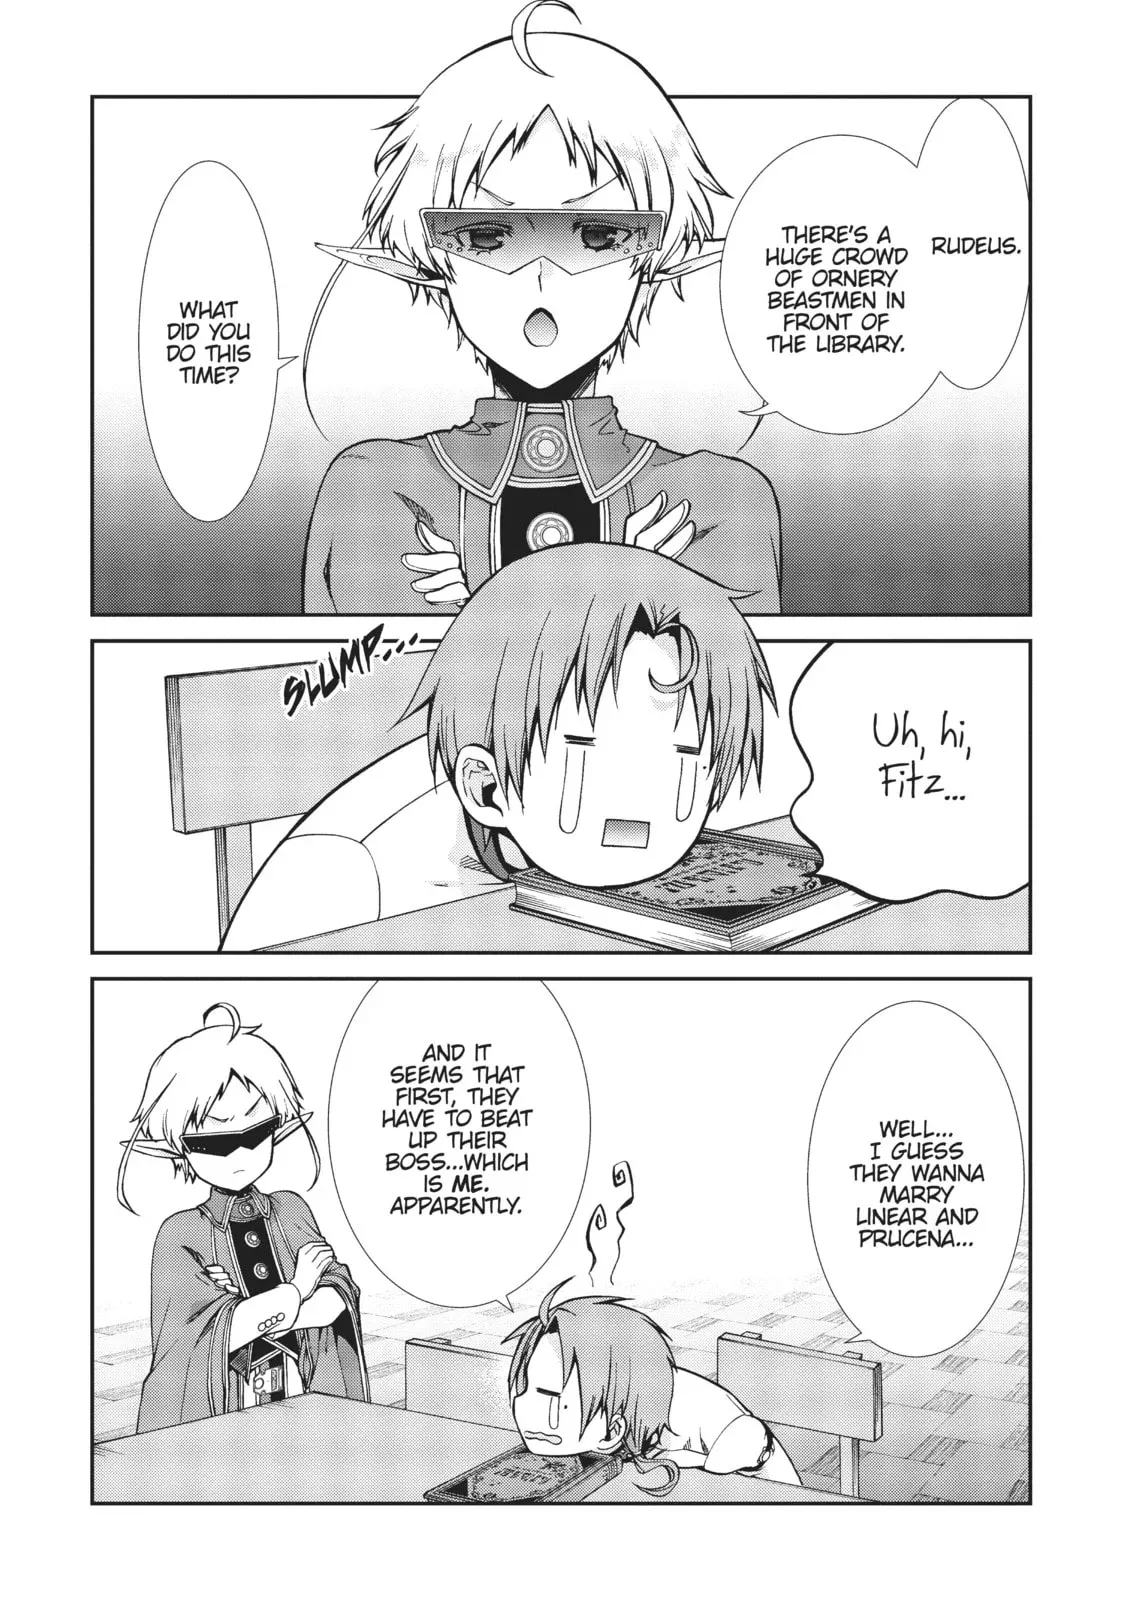 RUDEUS.
THERE'S A
HUGE CROWD
OF ORNERY
BEASTMEN IN
FRONT OF
THE LIBRARY.
WHAT
DID YOU
DO THIS
TIME?
SLUMP...
Uh, hi,
Fitz...
WELL...
I GUESS
THEY WANNA
MARRY
LINEAR AND
PRUCENA...
AND IT
SEEMS THAT
FIRST, THEY
HAVE TO BEAT
UP THEIR
BOSS...WHICH
IS ME.
APPARENTLY.